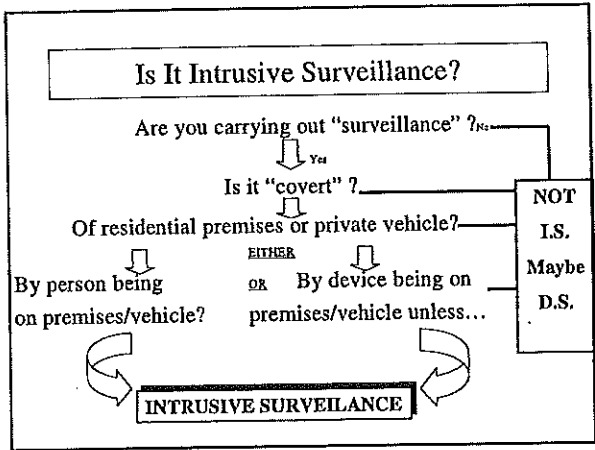 Is It Intrusive Surveillance?
Are you carrying out "surveillance" ? No
Yes
Is it "covert" ?
NOT
Of residential premises or private vehicle?
I.S.
EITHER
Maybe
By person being
OR
By device being on
D.S.
on premises/vehicle?
premises/vehicle unless...
INTRUSIVE SURVEILANCE